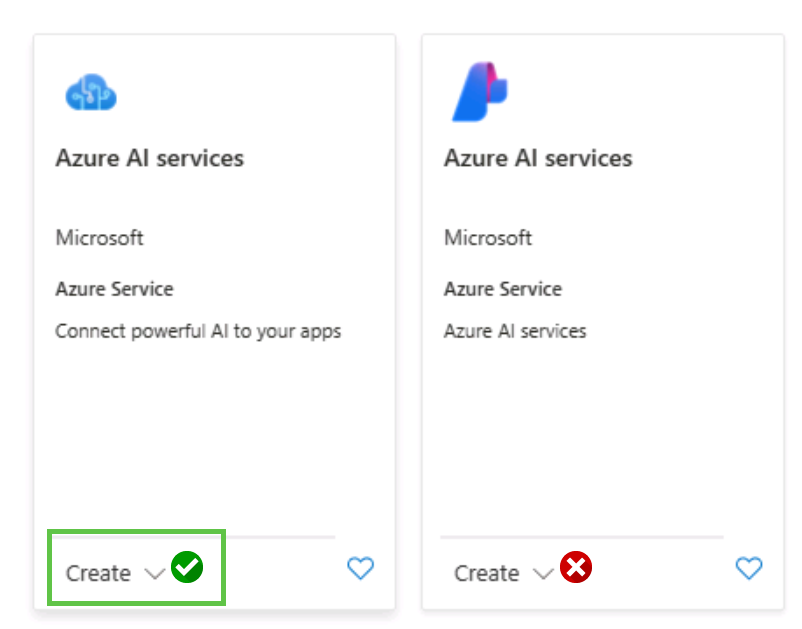 Azure AI services
Microsoft
Azure Service
Connect powerful AI to your apps
Create
Azure AI services
Microsoft
Azure Service
Azure AI services
Create